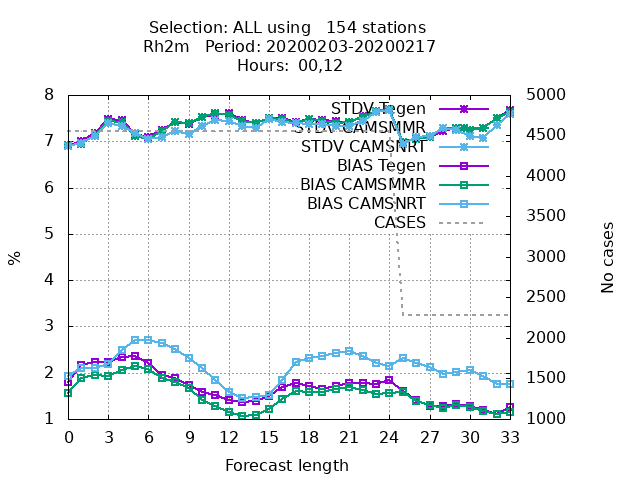 Selection: ALL using   154 stations
Rh2m   Period: 20200203-20200217
Hours: 00,12
8
7
6
5
4
3
2
1
%
5000
4500
4000
3500
3000
2500
2000
1500
1000
No cases
STDV Tegen
STDV CAMSMMR
STDV CAMSNRT
BIAS Tegen
BIAS CAMSMMR
BIAS CAMSNRT
CASES
0 3 6 9 12 15 18 21 24 27 30 33
Forecast length